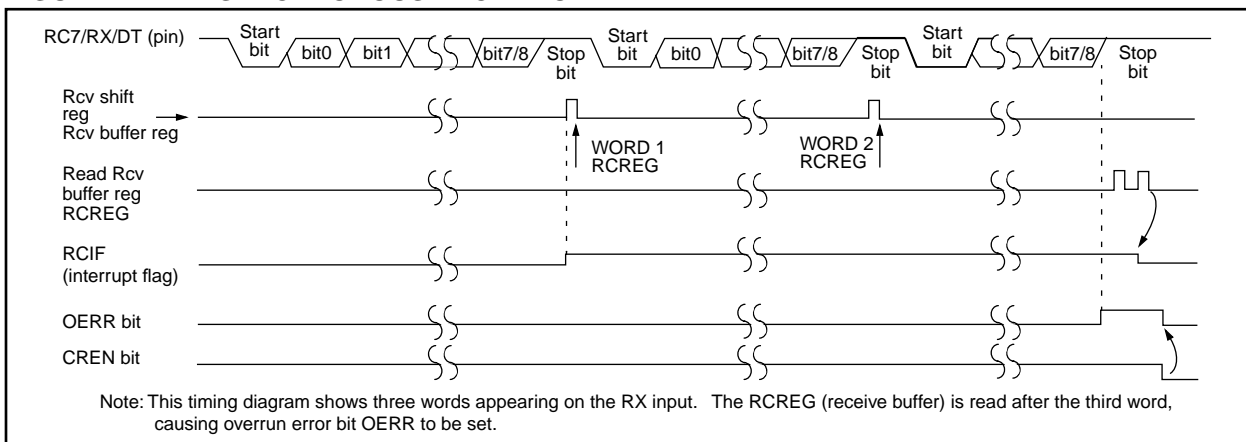 RC7/RX/DT (pin)
Start
bit
bit0
bit1
bit7/8
Stop
bit
Start
bit
bit0
bit7/8
Stop
bit
Start
bit
bit7/8
Stop
bit
Rcv shift
reg
Rcv buffer reg
WORD 1
RCREG
WORD 2
RCREG
Read Rcv
buffer reg
RCREG
RCIF
(interrupt flag)
OERR bit
CREN bit
Note: This timing diagram shows three words appearing on the RX input. The RCREG (receive buffer) is read after the third word,
causing overrun error bit OERR to be set.